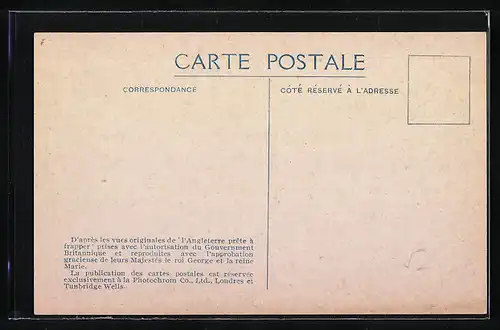 CARTE POSTALE
CORRESPONDANCE
CÔTÉ RÉSERVÉ À L'ADRESSE
D'après les vues originales de "l'Angleterre prête à
frapper" prises avec l'autorisation du Gouvernment
Britannique et reproduites avec l'approbation
gracieuse de leurs Majestés le roi George et la reine
Marie.
La publication des cartes postales est réservée
exclusivement à la Photochrom Co., Ltd., Londres et
Tunbridge Wells.